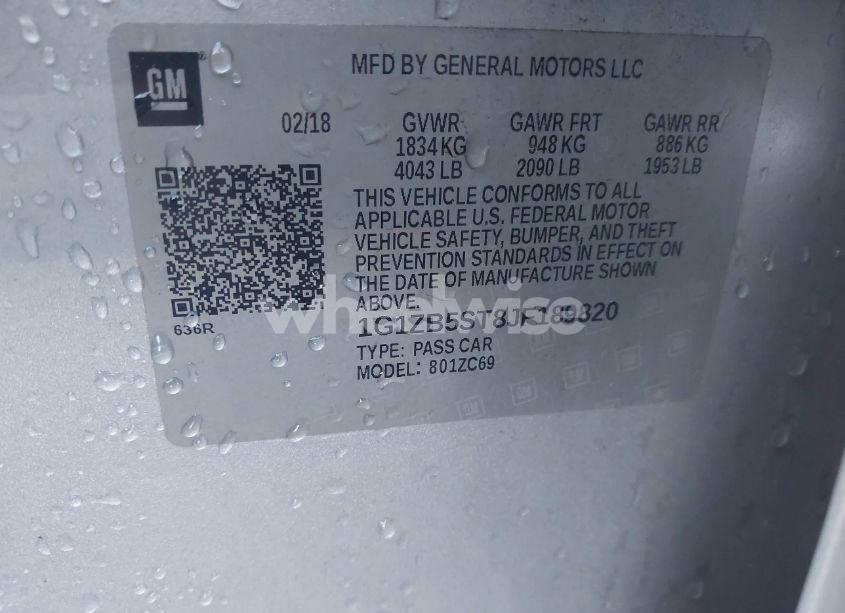 GM
MFD BY GENERAL MOTORS LLC
02/18 GVWR GAWR FRT GAWR RR
1834 KG 948 KG 886 KG
4043 LB 2090 LB 1953 LB
THIS VEHICLE CONFORMS TO ALL
APPLICABLE U.S. FEDERAL MOTOR
VEHICLE SAFETY, BUMPER, AND THEFT
PREVENTION STANDARDS IN EFFECT ON
THE DATE OF MANUFACTURE SHOWN
ABOVE.
1G1ZB5ST8JF189820
TYPE: PASS CAR
MODEL: 801ZC69
636R
wheelwise